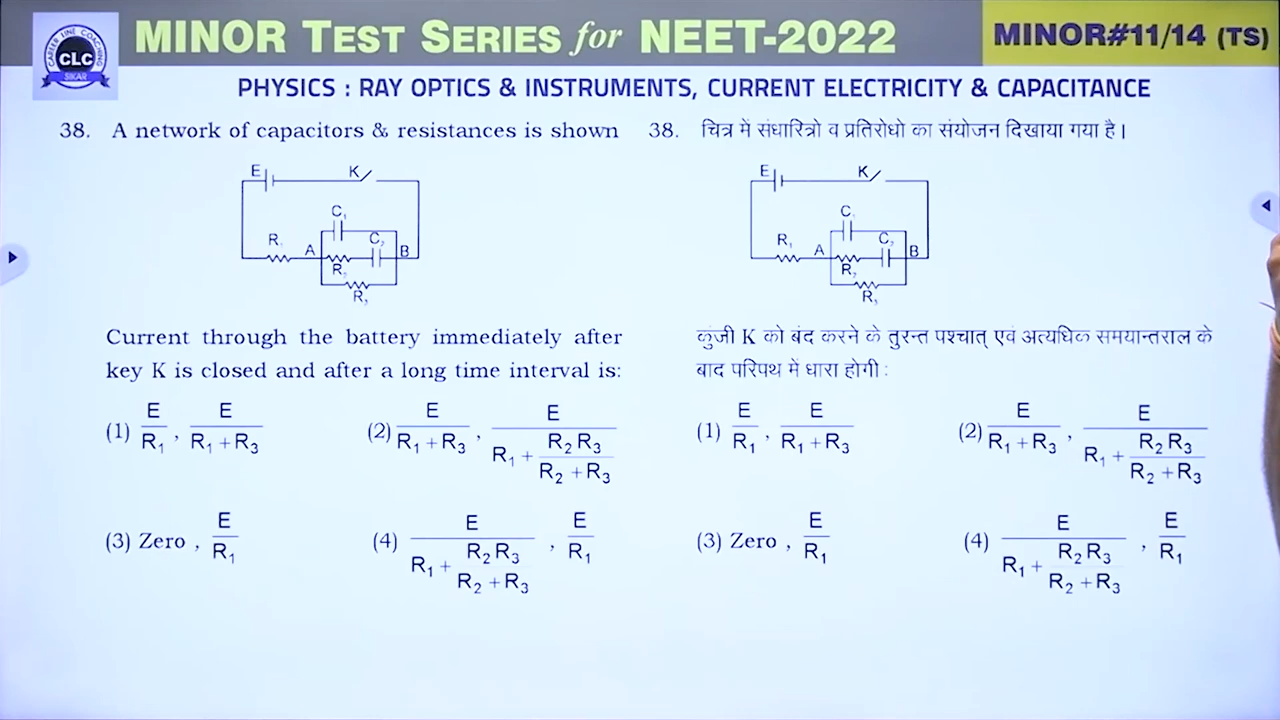 CAREER LINE COACHING
CLC
SIKAR
MINOR TEST SERIES for NEET-2022
MINOR#11/14 (TS)
PHYSICS : RAY OPTICS & INSTRUMENTS, CURRENT ELECTRICITY & CAPACITANCE
38. A network of capacitors & resistances is shown
E K
C₁
R₁ A C₂ B
R₂
R₃
Current through the battery immediately after
key K is closed and after a long time interval is:
(1) E/R₁ , E/(R₁ + R₃) (2) E/(R₁ + R₃) , E/(R₁ + R₂R₃/(R₂ + R₃))
(3) Zero , E/R₁ (4) E/(R₁ + R₂R₃/(R₂ + R₃)) , E/R₁
38. चित्र में संधारित्रो व प्रतिरोधो का संयोजन दिखाया गया है।
E K
C₁
R₁ A C₂ B
R₂
R₃
कुंजी K को बंद करने के तुरन्त पश्चात् एवं अत्यधिक समयान्तराल के
बाद परिपथ में धारा होगी :
(1) E/R₁ , E/(R₁ + R₃) (2) E/(R₁ + R₃) , E/(R₁ + R₂R₃/(R₂ + R₃))
(3) Zero , E/R₁ (4) E/(R₁ + R₂R₃/(R₂ + R₃)) , E/R₁